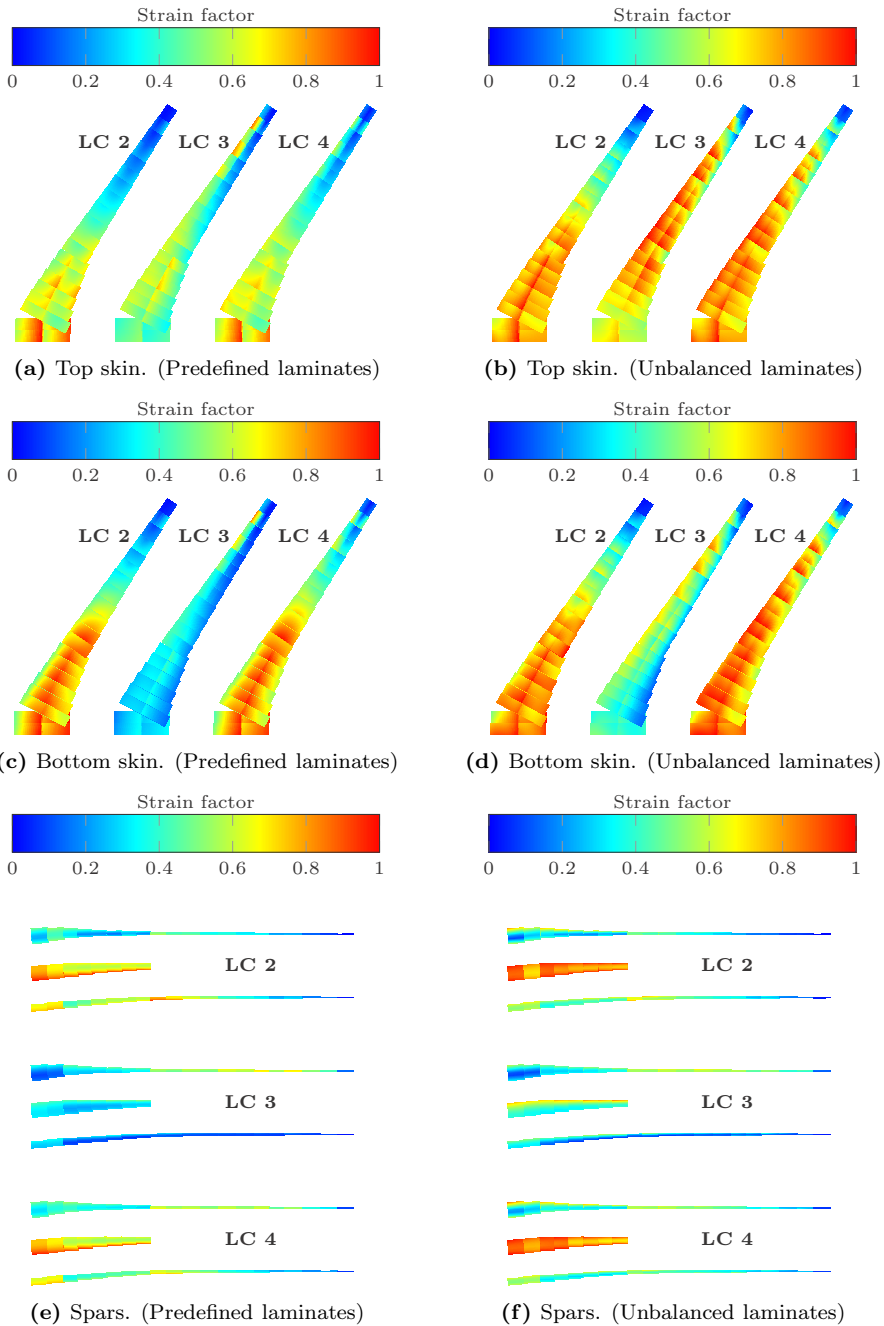 Strain factor
0 0.2 0.4 0.6 0.8 1
LC 2 LC 3 LC 4
(a) Top skin. (Predefined laminates)
Strain factor
0 0.2 0.4 0.6 0.8 1
LC 2 LC 3 LC 4
(b) Top skin. (Unbalanced laminates)
Strain factor
0 0.2 0.4 0.6 0.8 1
LC 2 LC 3 LC 4
(c) Bottom skin. (Predefined laminates)
Strain factor
0 0.2 0.4 0.6 0.8 1
LC 2 LC 3 LC 4
(d) Bottom skin. (Unbalanced laminates)
Strain factor
0 0.2 0.4 0.6 0.8 1
LC 2
LC 3
LC 4
(e) Spars. (Predefined laminates)
Strain factor
0 0.2 0.4 0.6 0.8 1
LC 2
LC 3
LC 4
(f) Spars. (Unbalanced laminates)